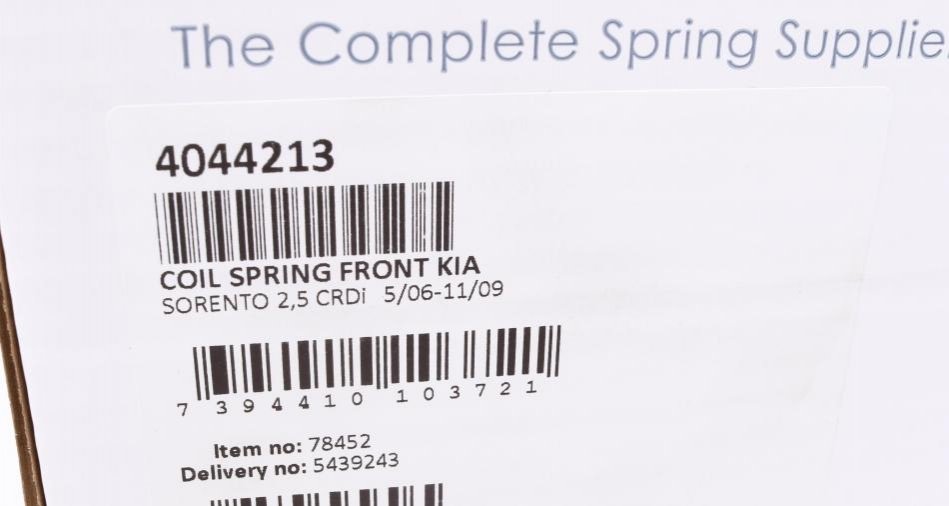 The Complete Spring Supplie
4044213
COIL SPRING FRONT KIA
SORENTO 2,5 CRDi 5/06-11/09
7 394410 103721
Item no: 78452
Delivery no: 5439243